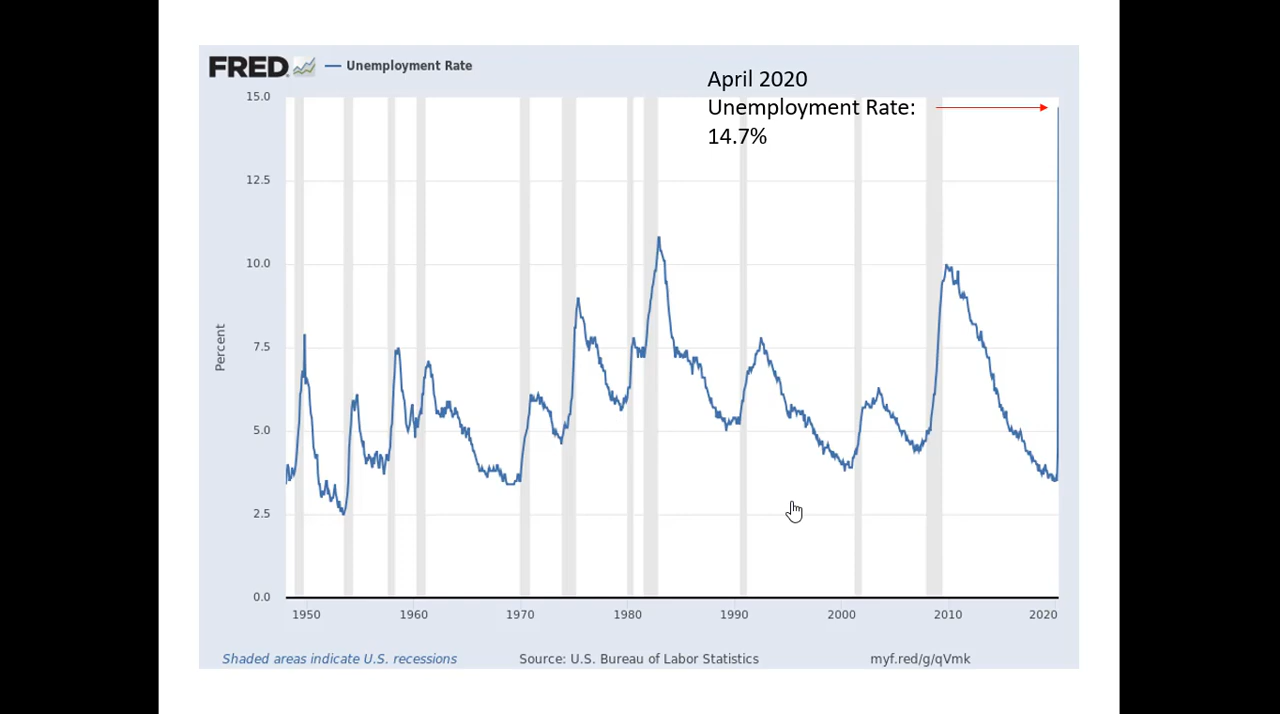 FRED
Unemployment Rate
April 2020
Unemployment Rate:
14.7%
15.0
12.5
10.0
7.5
5.0
2.5
0.0
Percent
1950 1960 1970 1980 1990 2000 2010 2020
Shaded areas indicate U.S. recessions Source: U.S. Bureau of Labor Statistics myf.red/g/qVmk